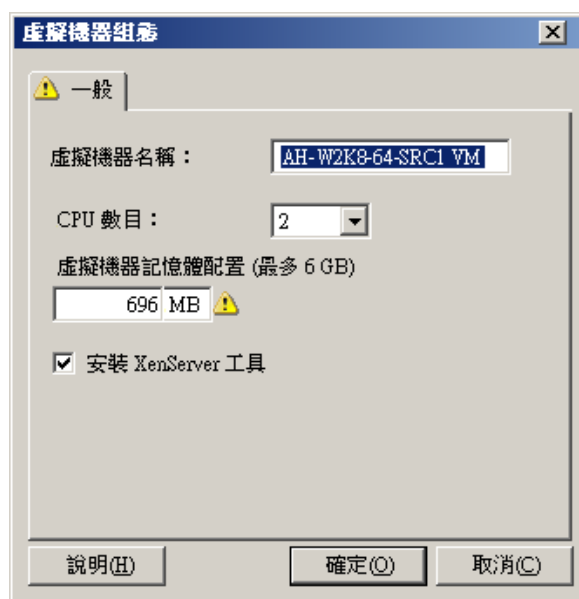 虛擬機器組態
一般
虛擬機器名稱： AH-W2K8-64-SRC1 VM
CPU 數目： 2
虛擬機器記憶體配置 (最多 6 GB)
696 MB
安裝 XenServer 工具
說明(H) 確定(O) 取消(C)